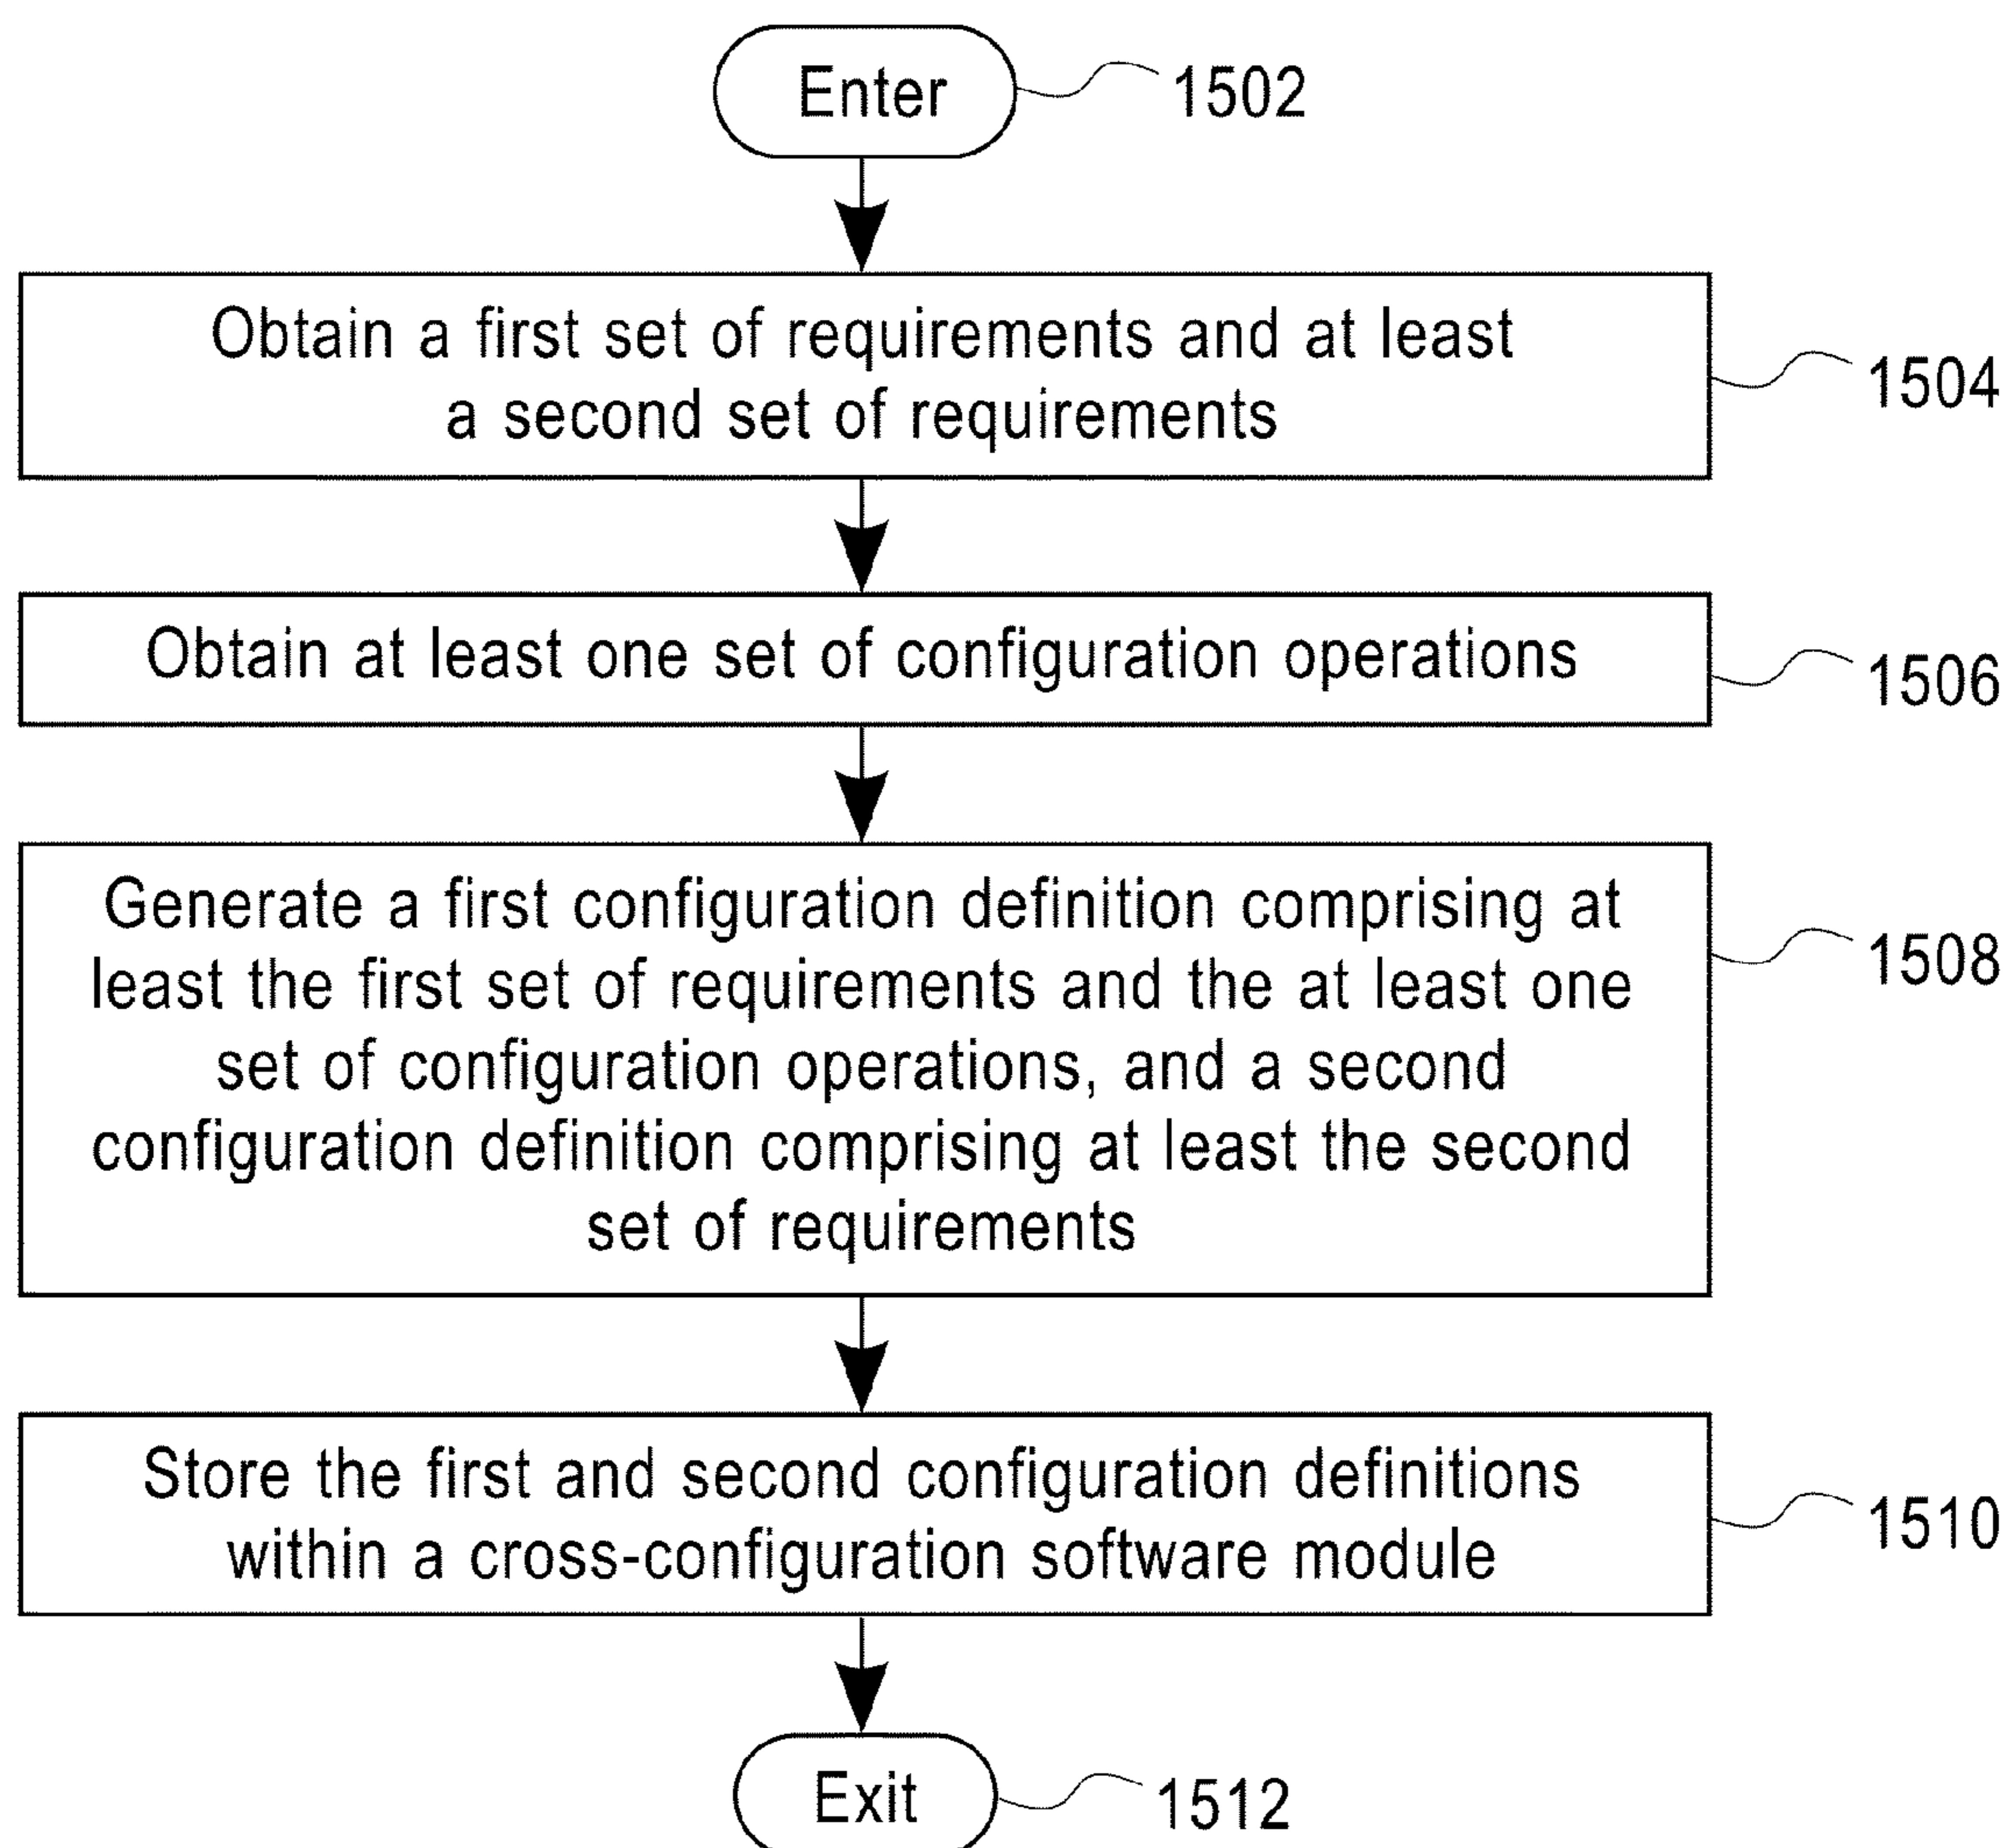 Enter
1502
Obtain a first set of requirements and at least
a second set of requirements
1504
Obtain at least one set of configuration operations
1506
Generate a first configuration definition comprising at
least the first set of requirements and the at least one
set of configuration operations, and a second
configuration definition comprising at least the second
set of requirements
1508
Store the first and second configuration definitions
within a cross-configuration software module
1510
Exit
1512